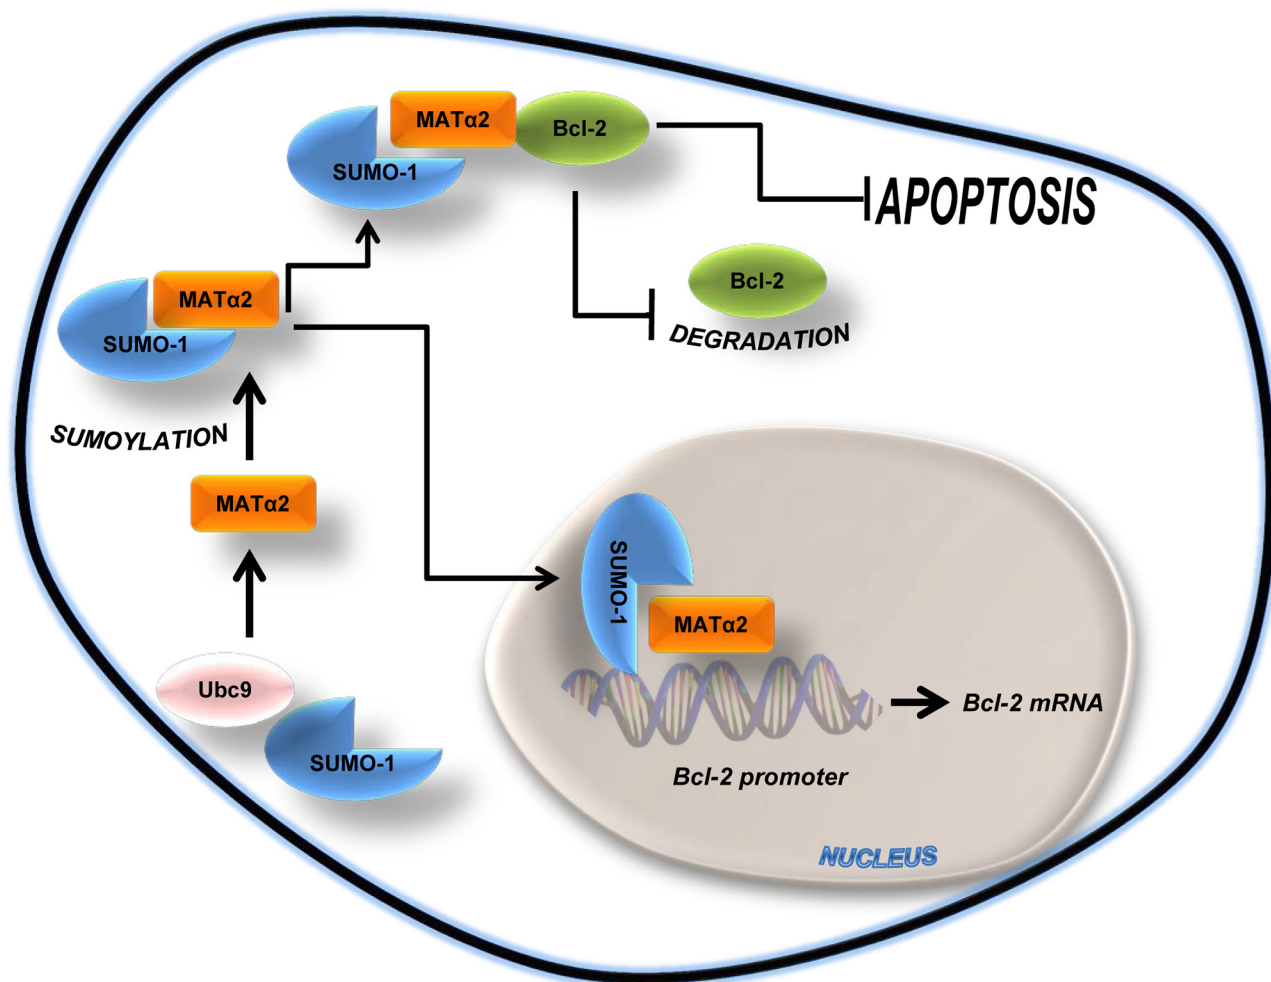 MATα2
Bcl-2
SUMO-1
APOPTOSIS
MATα2
Bcl-2
SUMO-1
DEGRADATION
SUMOYLATION
MATα2
SUMO-1
MATα2
Ubc9
Bcl-2 mRNA
SUMO-1
Bcl-2 promoter
NUCLEUS